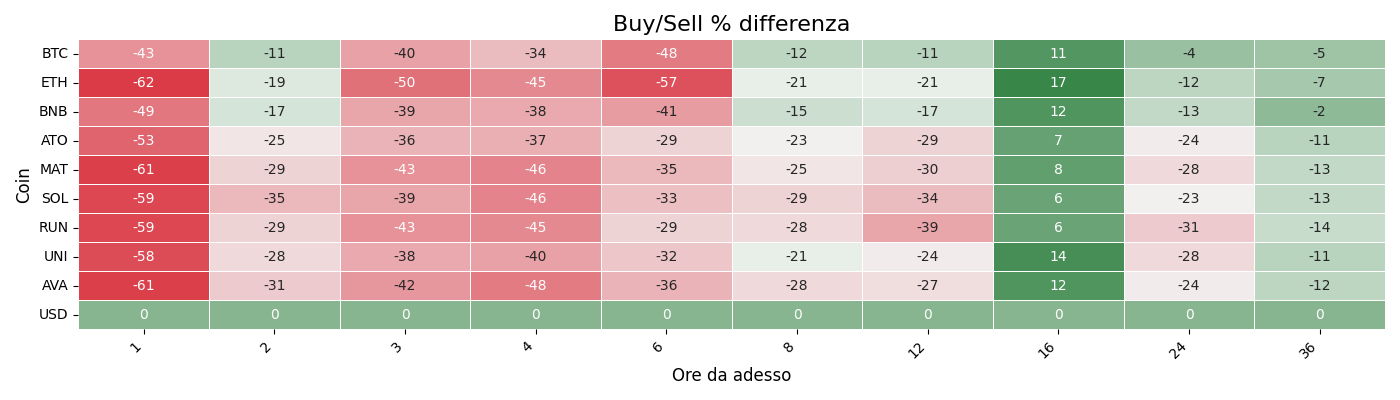 Buy/Sell % differenza
Coin
BTC -43 -11 -40 -34 -48 -12 -11 11 -4 -5
ETH -62 -19 -50 -45 -57 -21 -21 17 -12 -7
BNB -49 -17 -39 -38 -41 -15 -17 12 -13 -2
ATO -53 -25 -36 -37 -29 -23 -29 7 -24 -11
MAT -61 -29 -43 -46 -35 -25 -30 8 -28 -13
SOL -59 -35 -39 -46 -33 -29 -34 6 -23 -13
RUN -59 -29 -43 -45 -29 -28 -39 6 -31 -14
UNI -58 -28 -38 -40 -32 -21 -24 14 -28 -11
AVA -61 -31 -42 -48 -36 -28 -27 12 -24 -12
USD 0 0 0 0 0 0 0 0 0 0
1 2 3 4 6 8 12 16 24 36
Ore da adesso